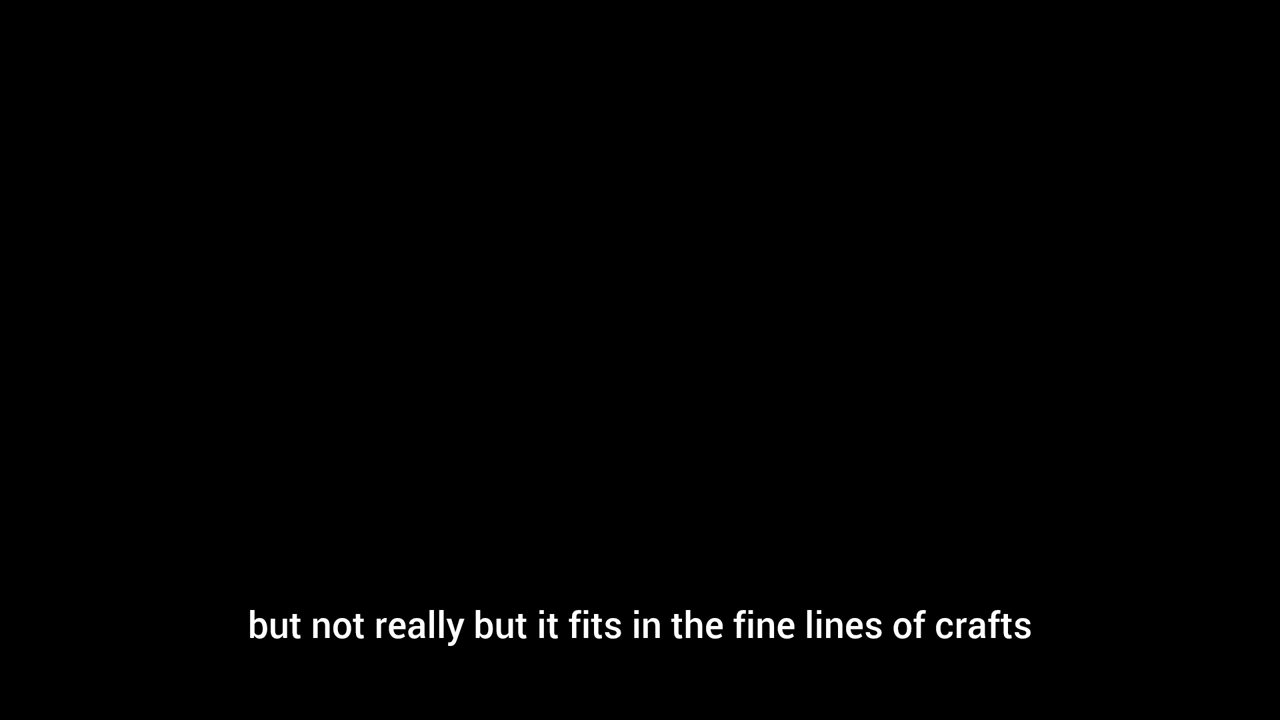 but not really but it fits in the fine lines of crafts